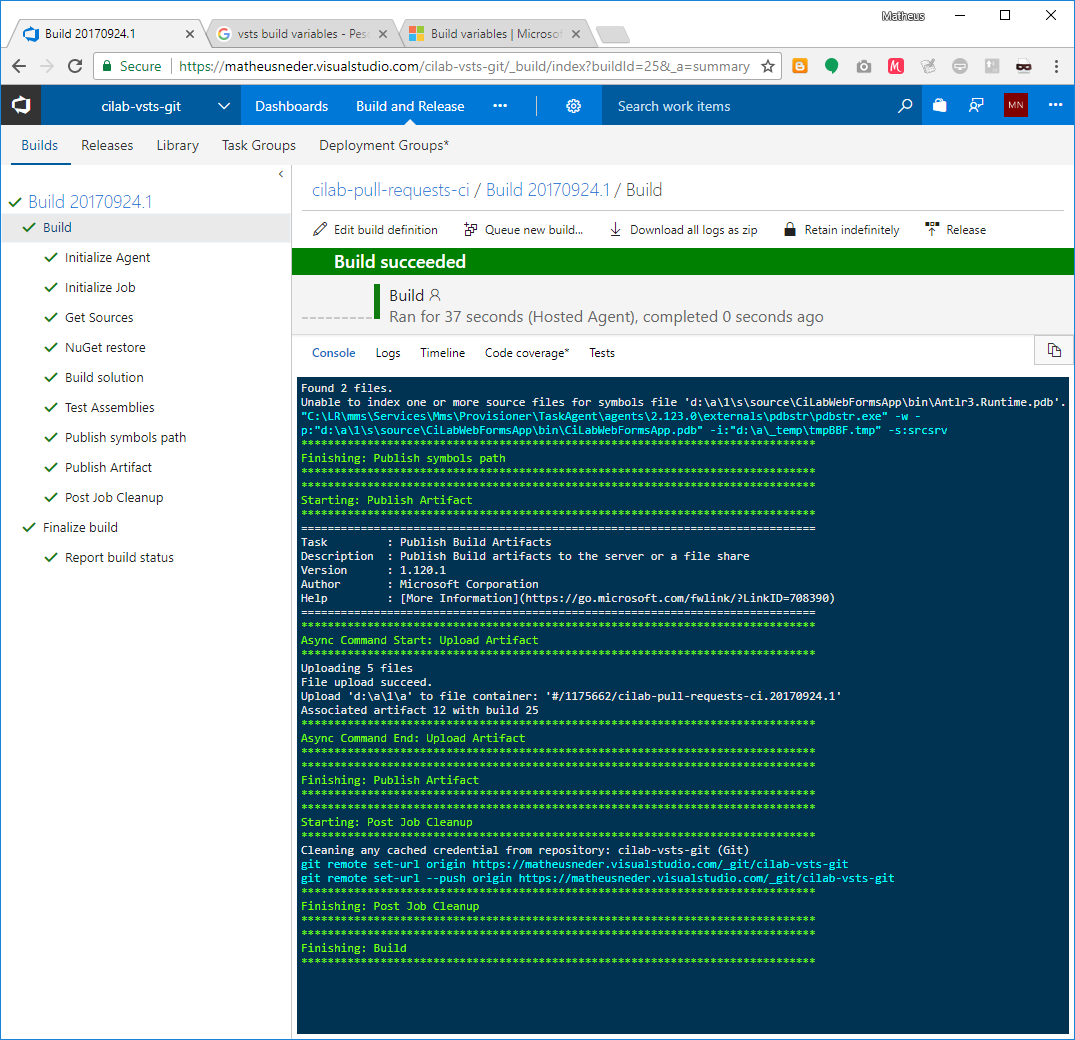 Matheus
Build 20170924.1
vsts build variables - Pes
Build variables | Microso
Secure
https://matheusneder.visualstudio.com/cilab-vsts-git/_build/index?buildId=25&_a=summary
cilab-vsts-git
Dashboards
Build and Release
Search work items
MN
Builds
Releases
Library
Task Groups
Deployment Groups*
Build 20170924.1
Build
Initialize Agent
Initialize Job
Get Sources
NuGet restore
Build solution
Test Assemblies
Publish symbols path
Publish Artifact
Post Job Cleanup
Finalize build
Report build status
cilab-pull-requests-ci / Build 20170924.1 / Build
Edit build definition
Queue new build...
Download all logs as zip
Retain indefinitely
Release
Build succeeded
Build
Ran for 37 seconds (Hosted Agent), completed 0 seconds ago
Console
Logs
Timeline
Code coverage*
Tests
Found 2 files.
Unable to index one or more source files for symbols file 'd:\a\1\s\source\CiLabWebFormsApp\bin\Antlr3.Runtime.pdb'.
"C:\LR\mms\Services\Mms\Provisioner\TaskAgent\agents\2.123.0\externals\pdbstr\pdbstr.exe" -w -
p:"d:\a\1\s\source\CiLabWebFormsApp\bin\CiLabWebFormsApp.pdb" -i:"d:\a\_temp\tmpBBF.tmp" -s:srcsrv
******************************************************************************
Finishing: Publish symbols path
******************************************************************************
******************************************************************************
Starting: Publish Artifact
******************************************************************************
==============================================================================
Task         : Publish Build Artifacts
Description  : Publish Build artifacts to the server or a file share
Version      : 1.120.1
Author       : Microsoft Corporation
Help         : [More Information](https://go.microsoft.com/fwlink/?LinkID=708390)
==============================================================================
******************************************************************************
Async Command Start: Upload Artifact
******************************************************************************
Uploading 5 files
File upload succeed.
Upload 'd:\a\1\a' to file container: '#/1175662/cilab-pull-requests-ci.20170924.1'
Associated artifact 12 with build 25
******************************************************************************
Async Command End: Upload Artifact
******************************************************************************
******************************************************************************
Finishing: Publish Artifact
******************************************************************************
******************************************************************************
Starting: Post Job Cleanup
******************************************************************************
Cleaning any cached credential from repository: cilab-vsts-git (Git)
git remote set-url origin https://matheusneder.visualstudio.com/_git/cilab-vsts-git
git remote set-url --push origin https://matheusneder.visualstudio.com/_git/cilab-vsts-git
******************************************************************************
Finishing: Post Job Cleanup
******************************************************************************
******************************************************************************
Finishing: Build
******************************************************************************